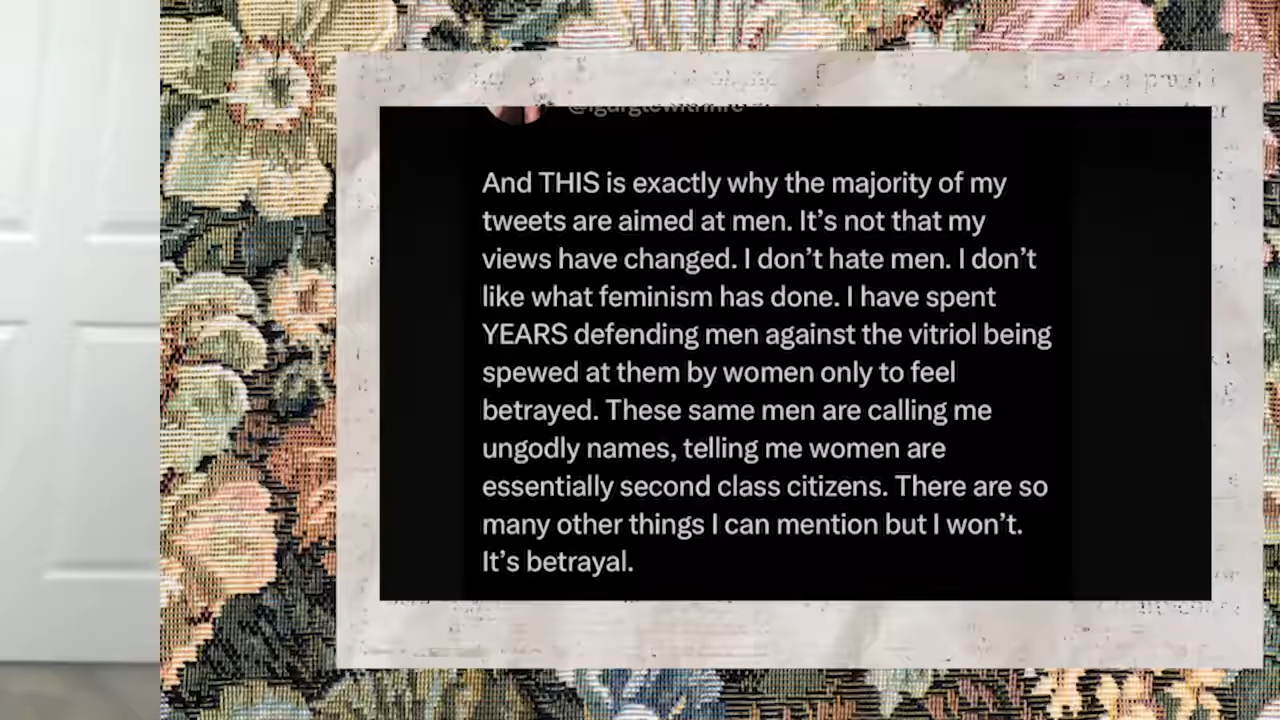 And THIS is exactly why the majority of my
tweets are aimed at men. It’s not that my
views have changed. I don’t hate men. I don’t
like what feminism has done. I have spent
YEARS defending men against the vitriol being
spewed at them by women only to feel
betrayed. These same men are calling me
ungodly names, telling me women are
essentially second class citizens. There are so
many other things I can mention but I won’t.
It’s betrayal.